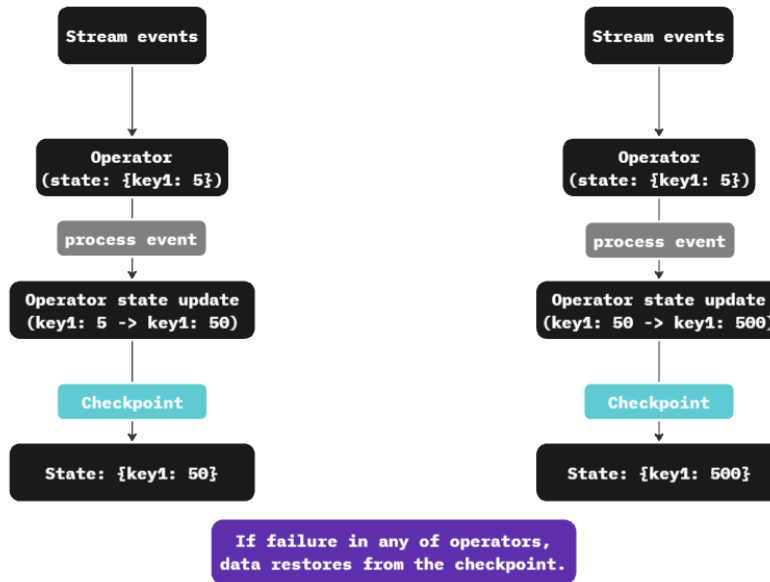 Stream events
Operator
(state: {key1: 5})
process event
Operator state update
(key1: 5 -> key1: 50)
Checkpoint
State: {key1: 50}
Stream events
Operator
(state: {key1: 5})
process event
Operator state update
(key1: 50 -> key1: 500)
Checkpoint
State: {key1: 500}
If failure in any of operators,
data restores from the checkpoint.